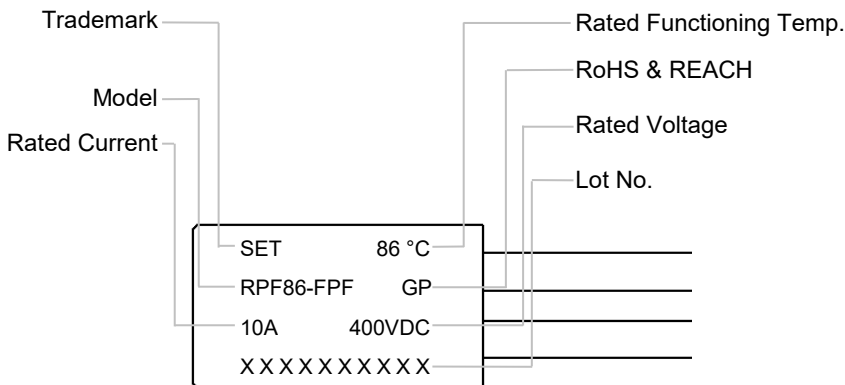 Trademark
Rated Functioning Temp.
RoHS & REACH
Model
Rated Voltage
Rated Current
Lot No.
SET 86 °C
RPF86-FPF GP
10A 400VDC
X X X X X X X X X X